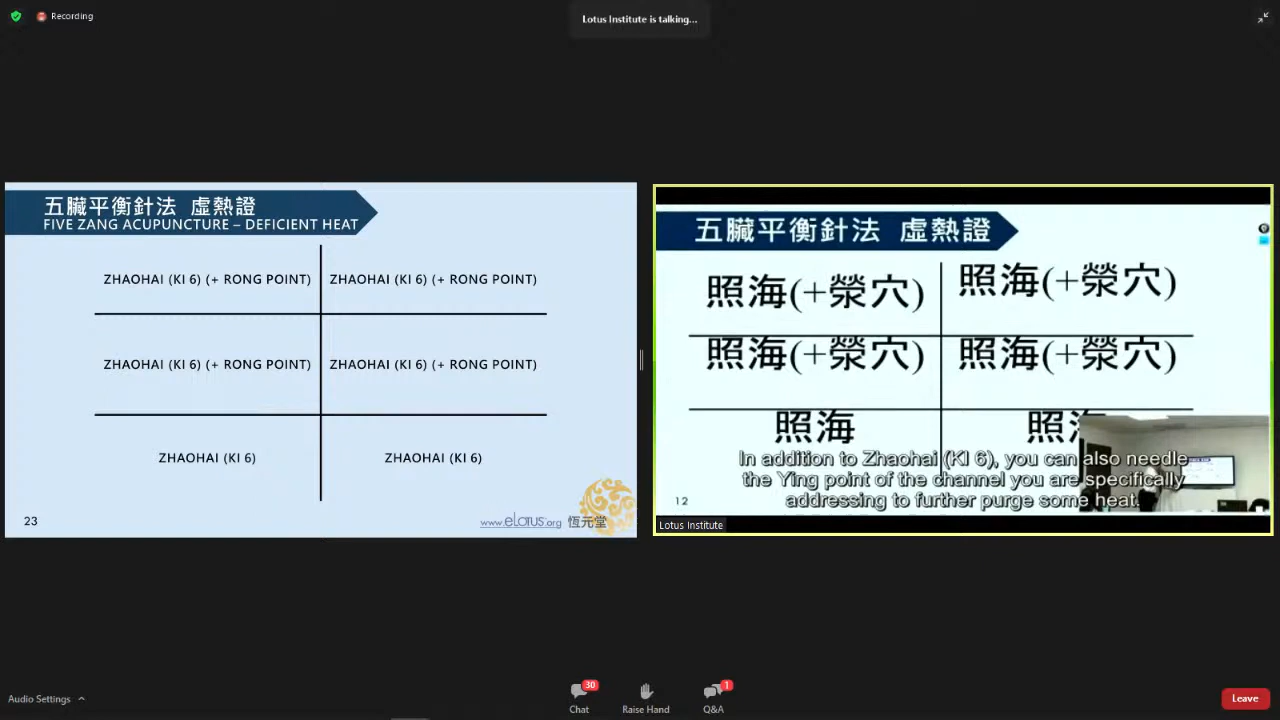 Recording
Lotus Institute is talking...
五臟平衡針法 虛熱證
FIVE ZANG ACUPUNCTURE – DEFICIENT HEAT
ZHAOHAI (KI 6) (+ RONG POINT) ZHAOHAI (KI 6) (+ RONG POINT)
ZHAOHAI (KI 6) (+ RONG POINT) ZHAOHAI (KI 6) (+ RONG POINT)
ZHAOHAI (KI 6) ZHAOHAI (KI 6)
23
www.eLotus.org 恆元堂
五臟平衡針法 虛熱證
照海(+滎穴) 照海(+滎穴)
照海(+滎穴) 照海(+滎穴)
照海 照海
In addition to Zhaohai (KI 6), you can also needle
the Ying point of the channel you are specifically
addressing to further purge some heat.
12
Lotus Institute
Audio Settings
30
Chat
Raise Hand
1
Q&A
Leave